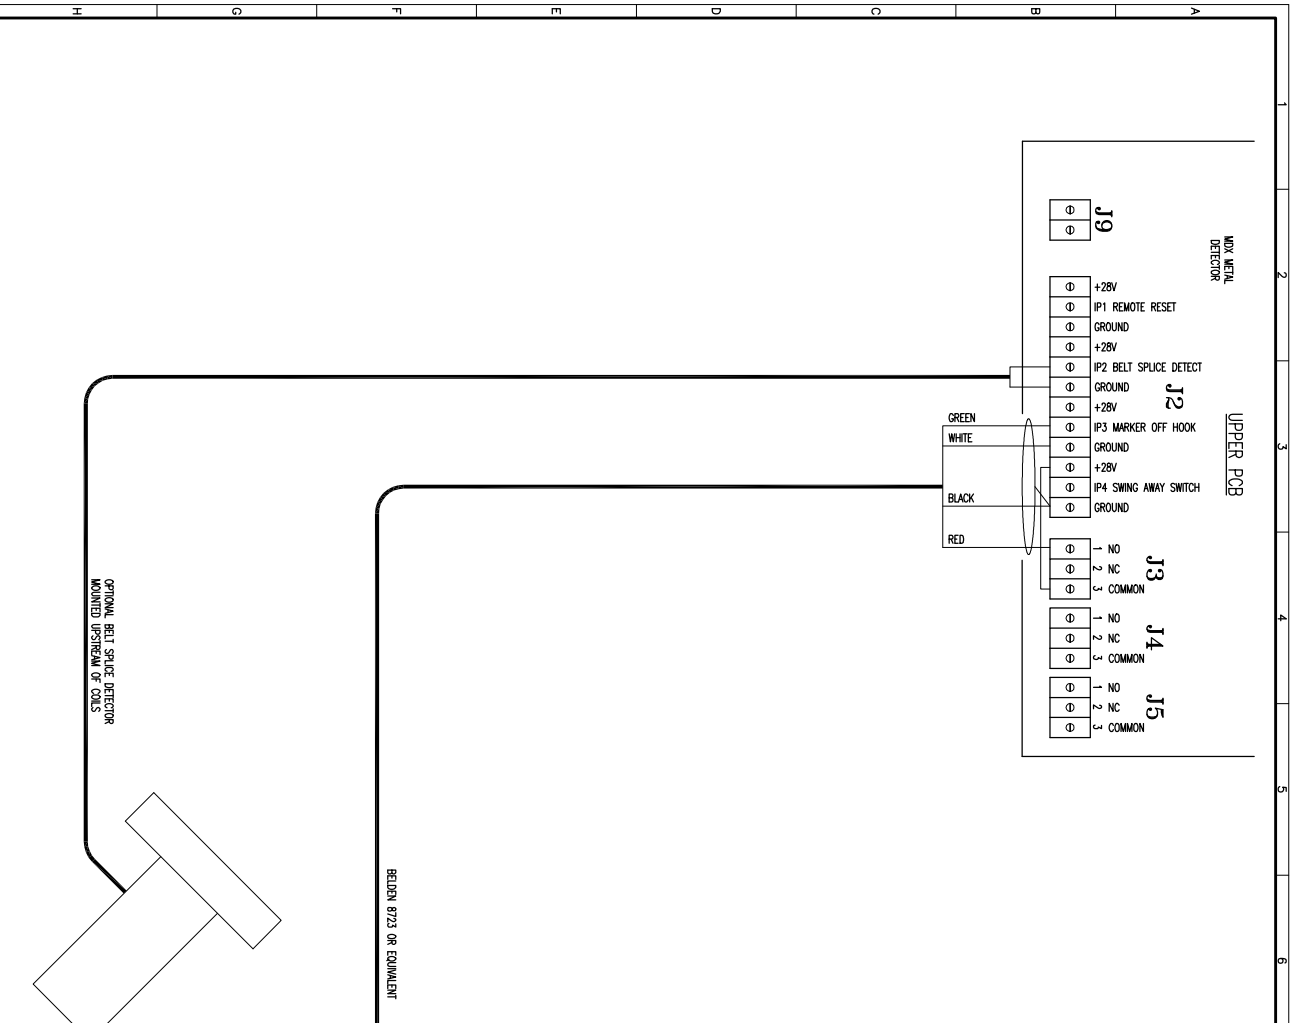 H G F E D C B A
1
2
3
4
5
6
MDX METAL
DETECTOR
UPPER PCB
J9
J2
+28V
IP1 REMOTE RESET
GROUND
+28V
IP2 BELT SPLICE DETECT
GROUND
+28V
IP3 MARKER OFF HOOK
GROUND
+28V
IP4 SWING AWAY SWITCH
GROUND
GREEN
WHITE
BLACK
RED
J3
1 NO
2 NC
3 COMMON
J4
1 NO
2 NC
3 COMMON
J5
1 NO
2 NC
3 COMMON
OPTIONAL BELT SPLICE DETECTOR
MOUNTED UPSTREAM OF COILS
BELDEN 8723 OR EQUIVALENT